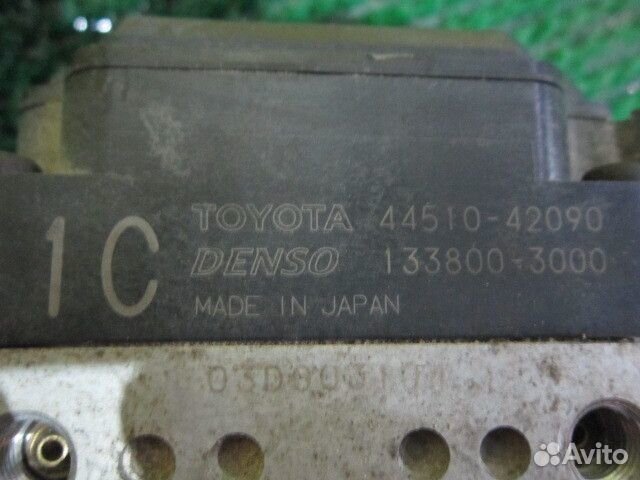 1C
TOYOTA 44510-42090
DENSO 133800-3000
MADE IN JAPAN
Avito